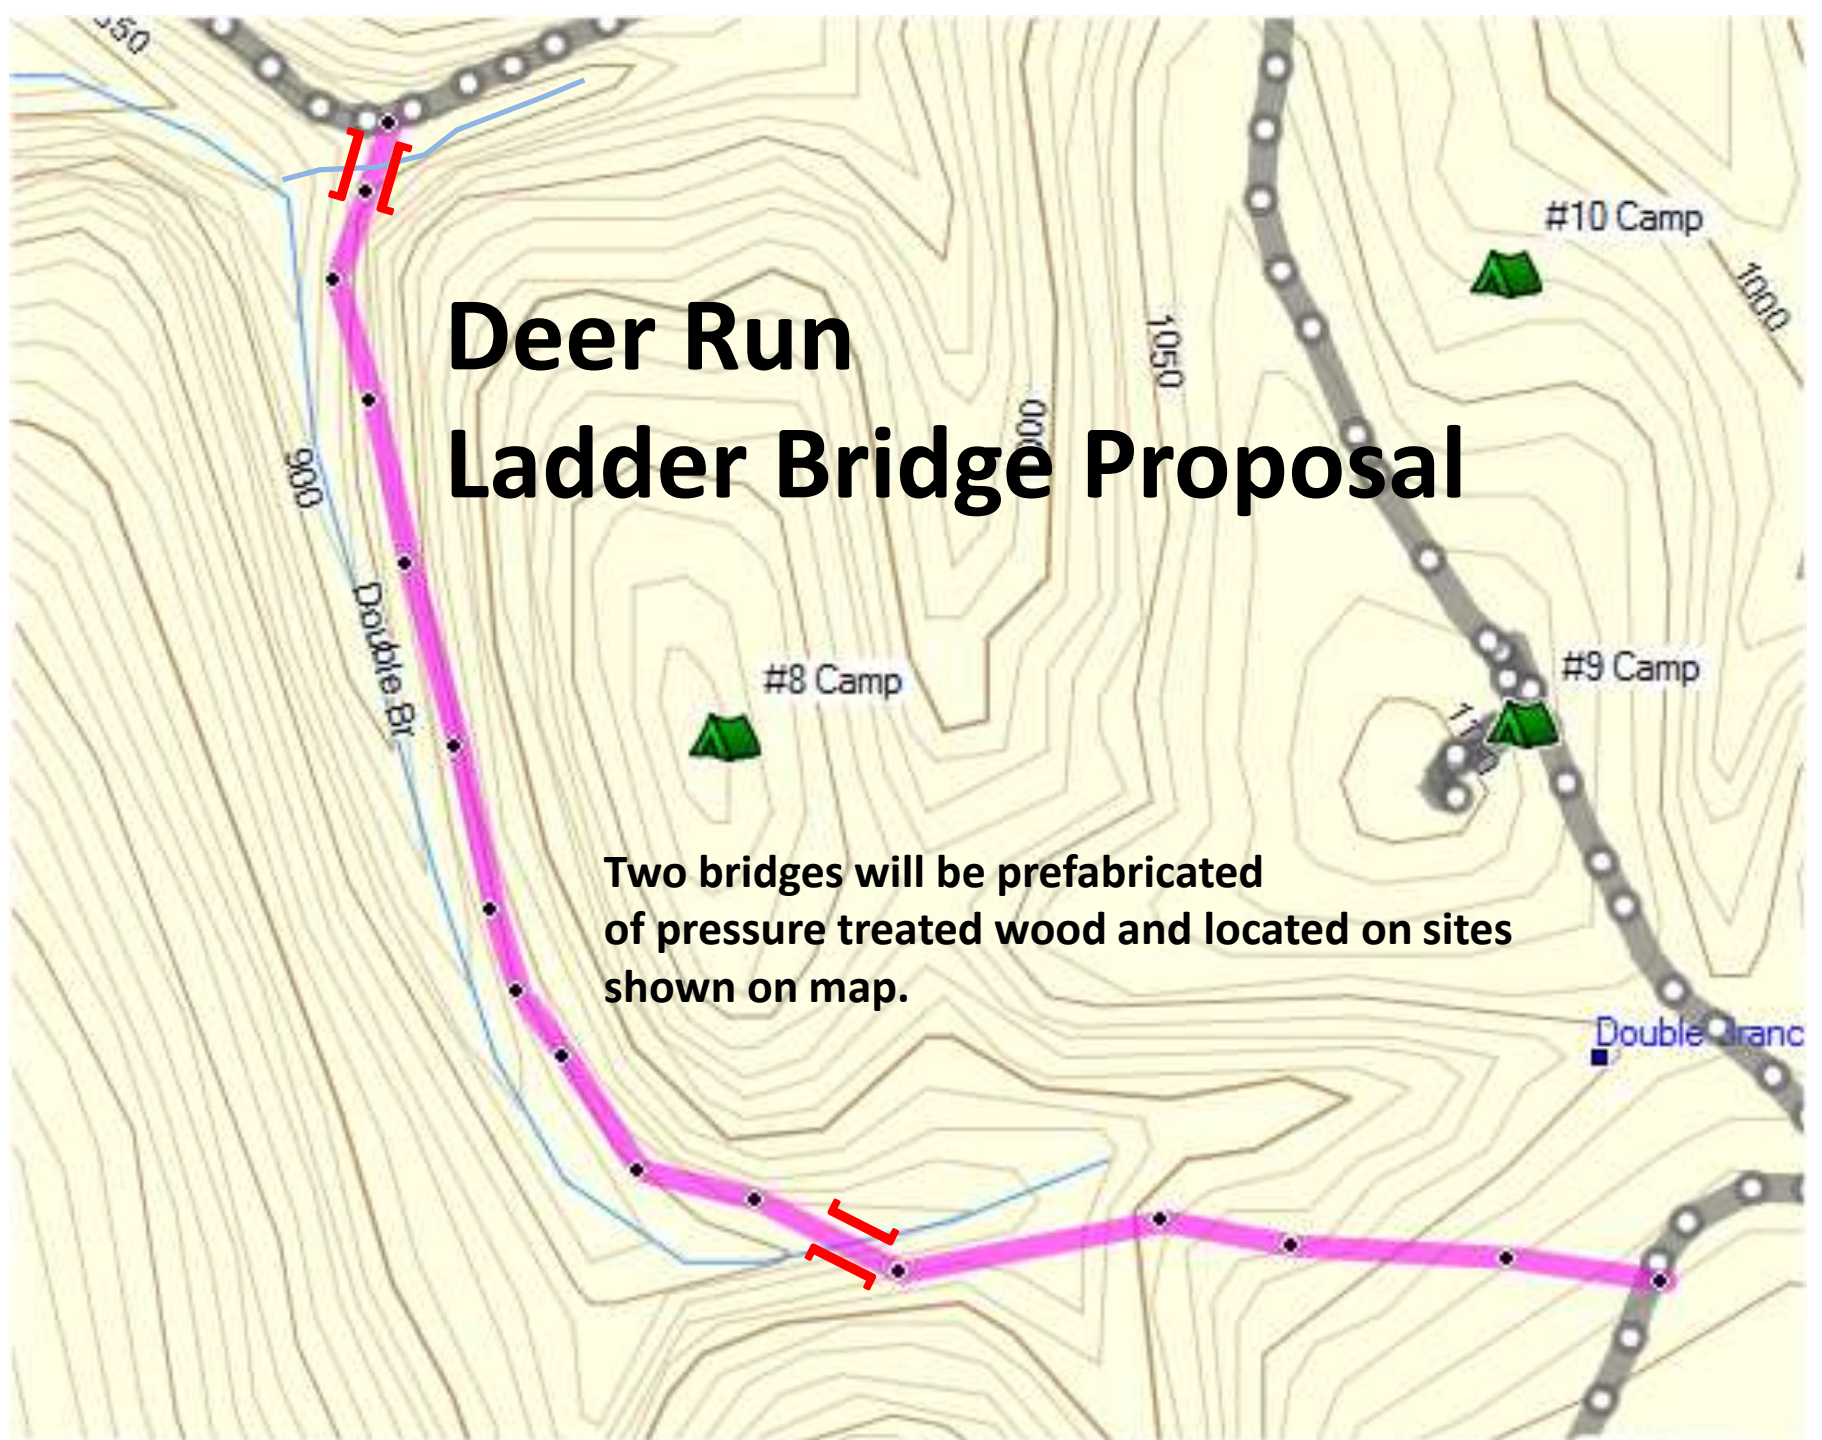 #10 Camp
1000
Deer Run
1050
Ladder Bridge Proposal
900
Double Br
#8 Camp
#9 Camp
Two bridges will be prefabricated
of pressure treated wood and located on sites
shown on map.
Double